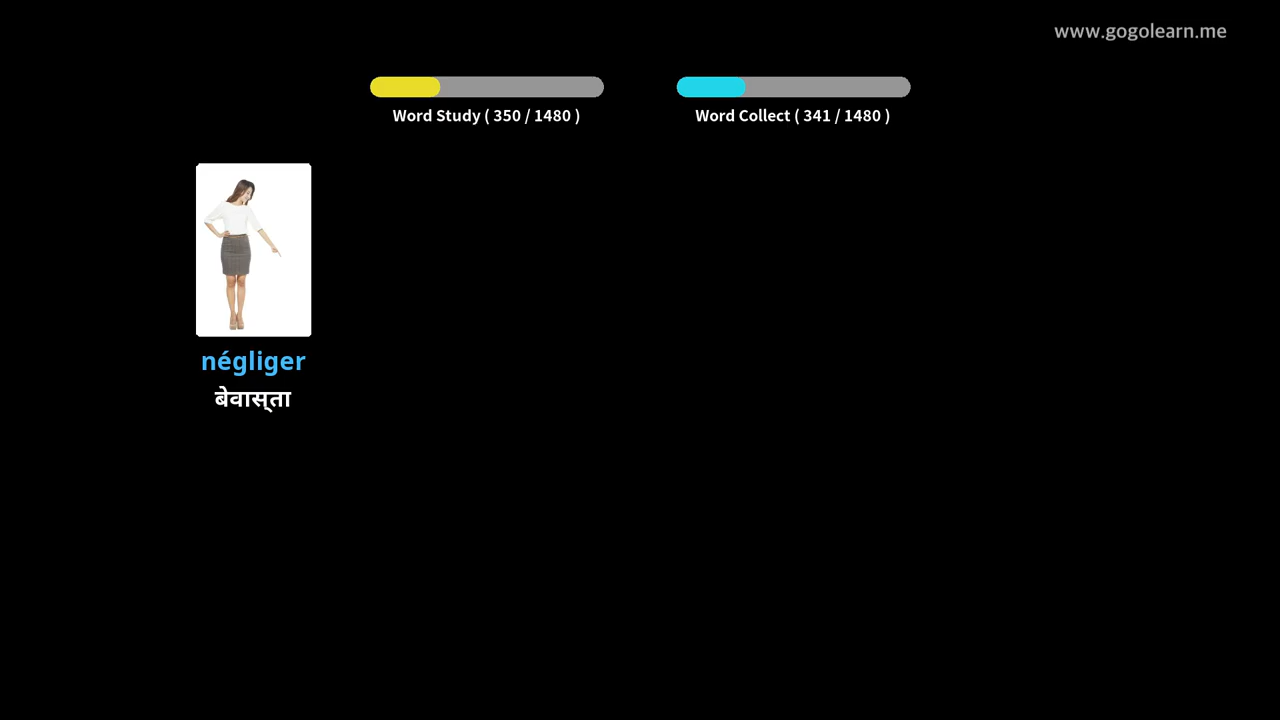 www.gogolearn.me
Word Study ( 350 / 1480 )
Word Collect ( 341 / 1480 )
négliger
बेवास्ता